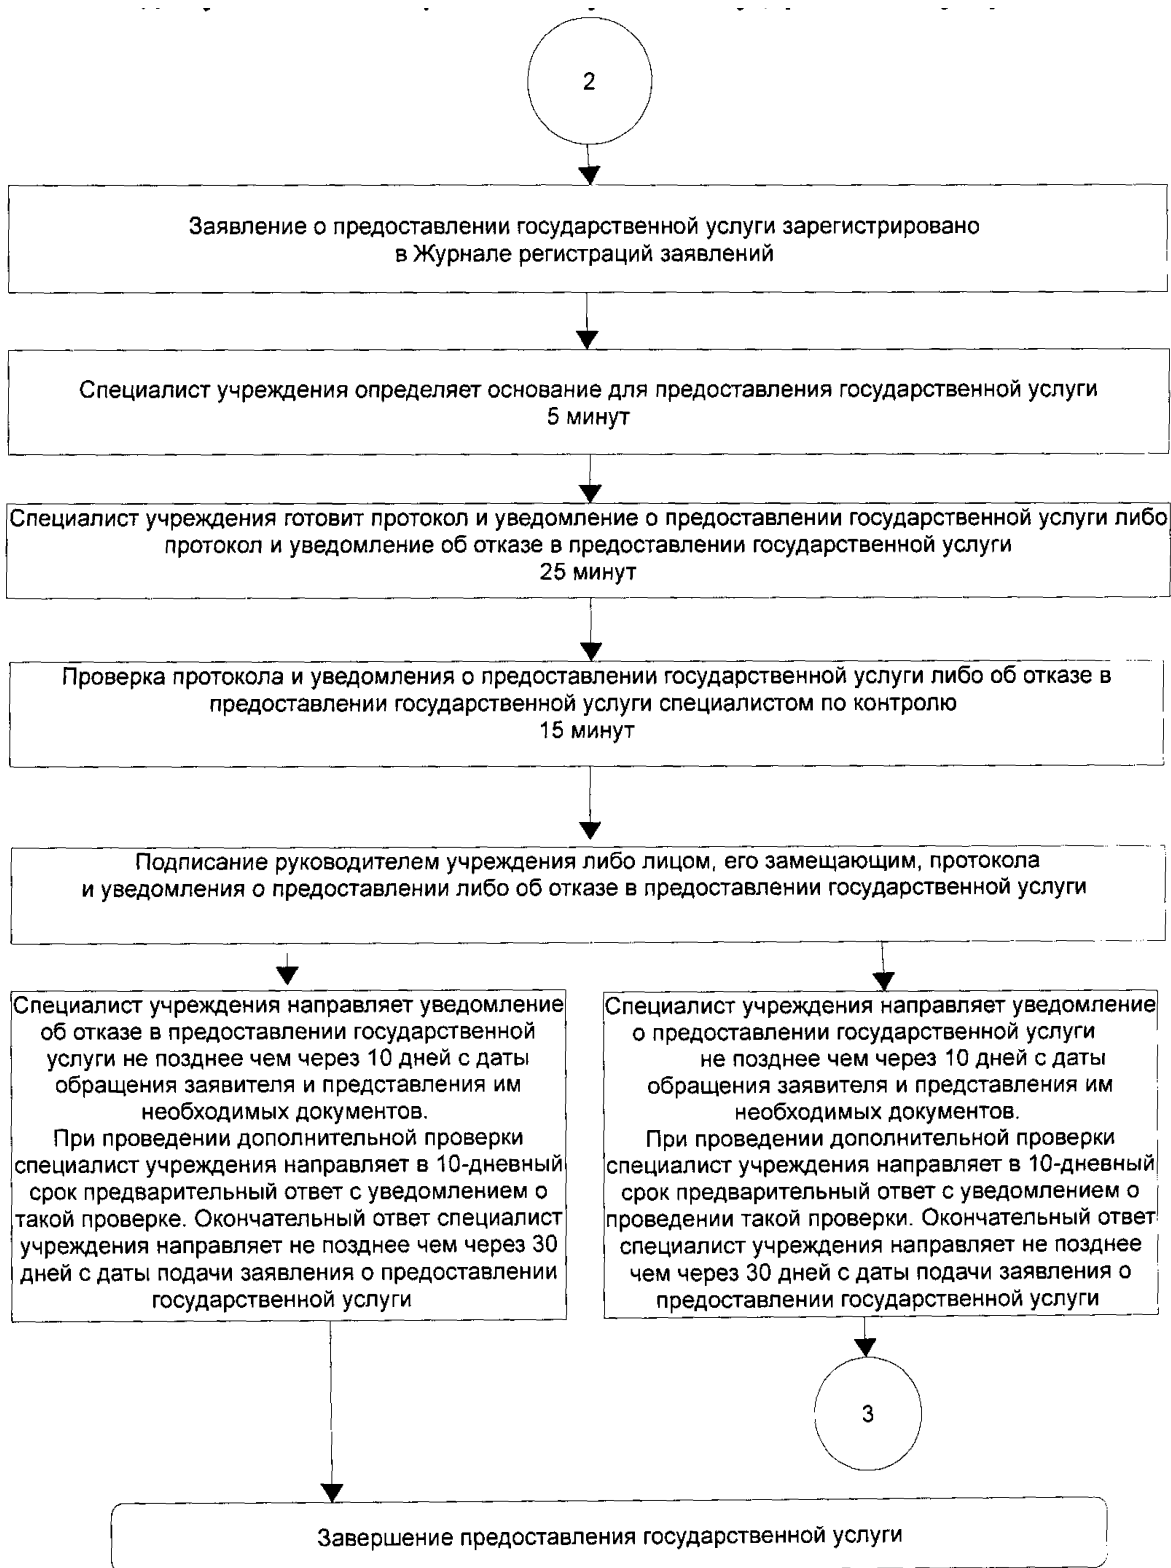 2
Заявление о предоставлении государственной услуги зарегистрировано
в Журнале регистраций заявлений
Специалист учреждения определяет основание для предоставления государственной услуги
5 минут
Специалист учреждения готовит протокол и уведомление о предоставлении государственной услуги либо
протокол и уведомление об отказе в предоставлении государственной услуги
25 минут
Проверка протокола и уведомления о предоставлении государственной услуги либо об отказе в
предоставлении государственной услуги специалистом по контролю
15 минут
Подписание руководителем учреждения либо лицом, его замещающим, протокола
и уведомления о предоставлении либо об отказе в предоставлении государственной услуги
Специалист учреждения направляет уведомление
об отказе в предоставлении государственной
услуги не позднее чем через 10 дней с даты
обращения заявителя и представления им
необходимых документов.
При проведении дополнительной проверки
специалист учреждения направляет в 10-дневный
срок предварительный ответ с уведомлением о
такой проверке. Окончательный ответ специалист
учреждения направляет не позднее чем через 30
дней с даты подачи заявления о предоставлении
государственной услуги
Специалист учреждения направляет уведомление
о предоставлении государственной услуги
не позднее чем через 10 дней с даты
обращения заявителя и представления им
необходимых документов.
При проведении дополнительной проверки
специалист учреждения направляет в 10-дневный
срок предварительный ответ с уведомлением о
проведении такой проверки. Окончательный ответ
специалист учреждения направляет не позднее
чем через 30 дней с даты подачи заявления о
предоставлении государственной услуги
3
Завершение предоставления государственной услуги